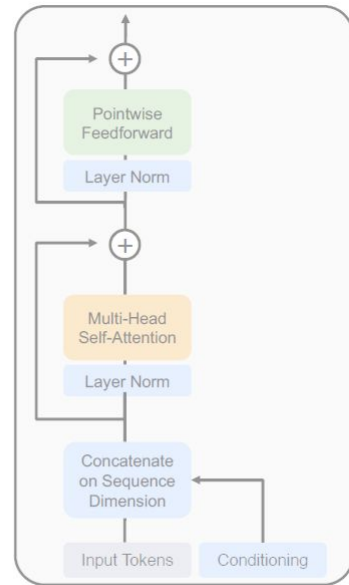 Pointwise
Feedforward
Layer Norm
Multi-Head
Self-Attention
Layer Norm
Concatenate
on Sequence
Dimension
Input Tokens
Conditioning